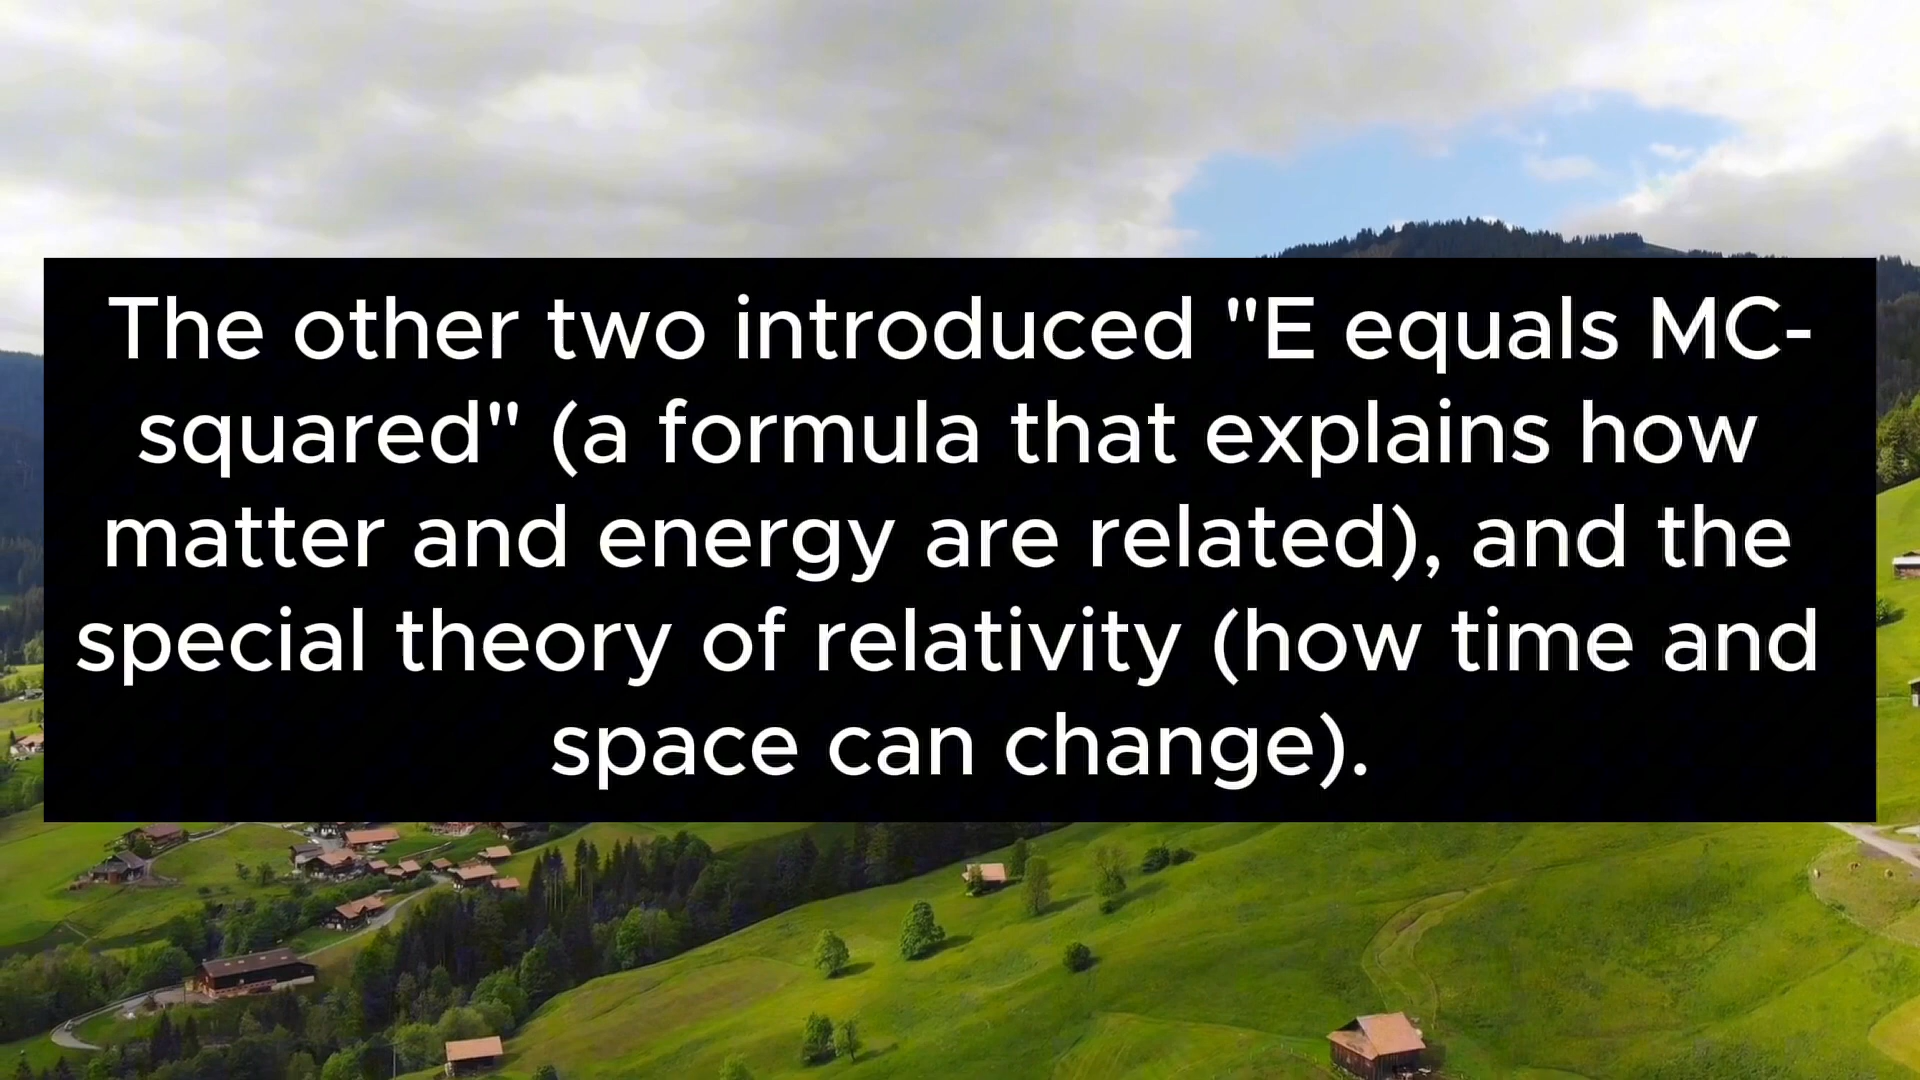 The other two introduced "E equals MC-
squared" (a formula that explains how
matter and energy are related), and the
special theory of relativity (how time and
space can change).